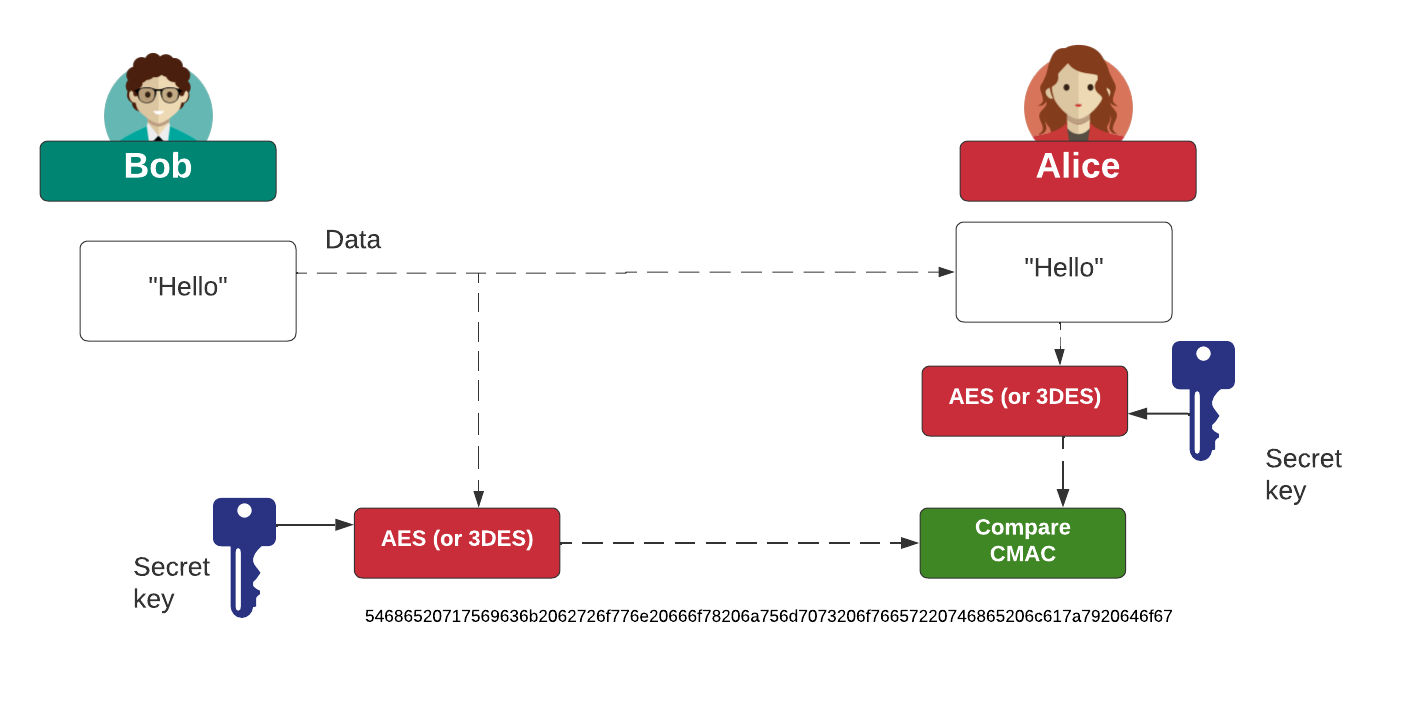 Bob
Alice
Data
"Hello"
"Hello"
AES (or 3DES)
Secret
key
AES (or 3DES)
Compare
CMAC
Secret
key
54686520717569636b2062726f776e20666f78206a756d7073206f76657220746865206c617a7920646f67